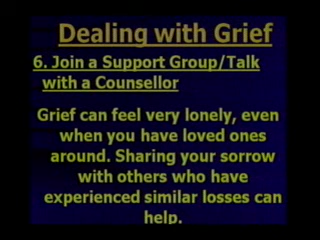 Dealing with Grief
6. Join a Support Group/Talk
with a Counsellor
Grief can feel very lonely, even
when you have loved ones
around. Sharing your sorrow
with others who have
experienced similar losses can
help.